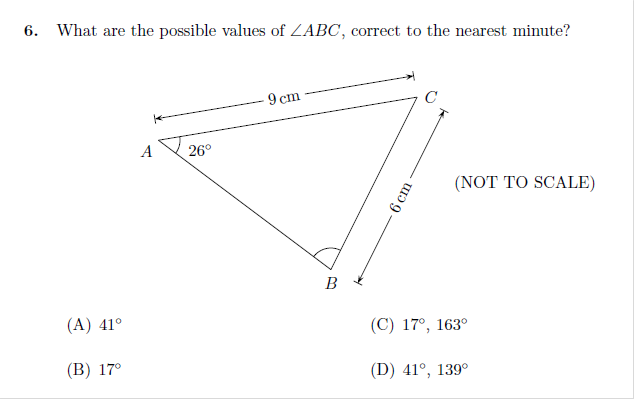 6. What are the possible values of ∠ABC, correct to the nearest minute?
9 cm
C
A
26°
(NOT TO SCALE)
6 cm
B
(A) 41°
(C) 17°, 163°
(B) 17°
(D) 41°, 139°